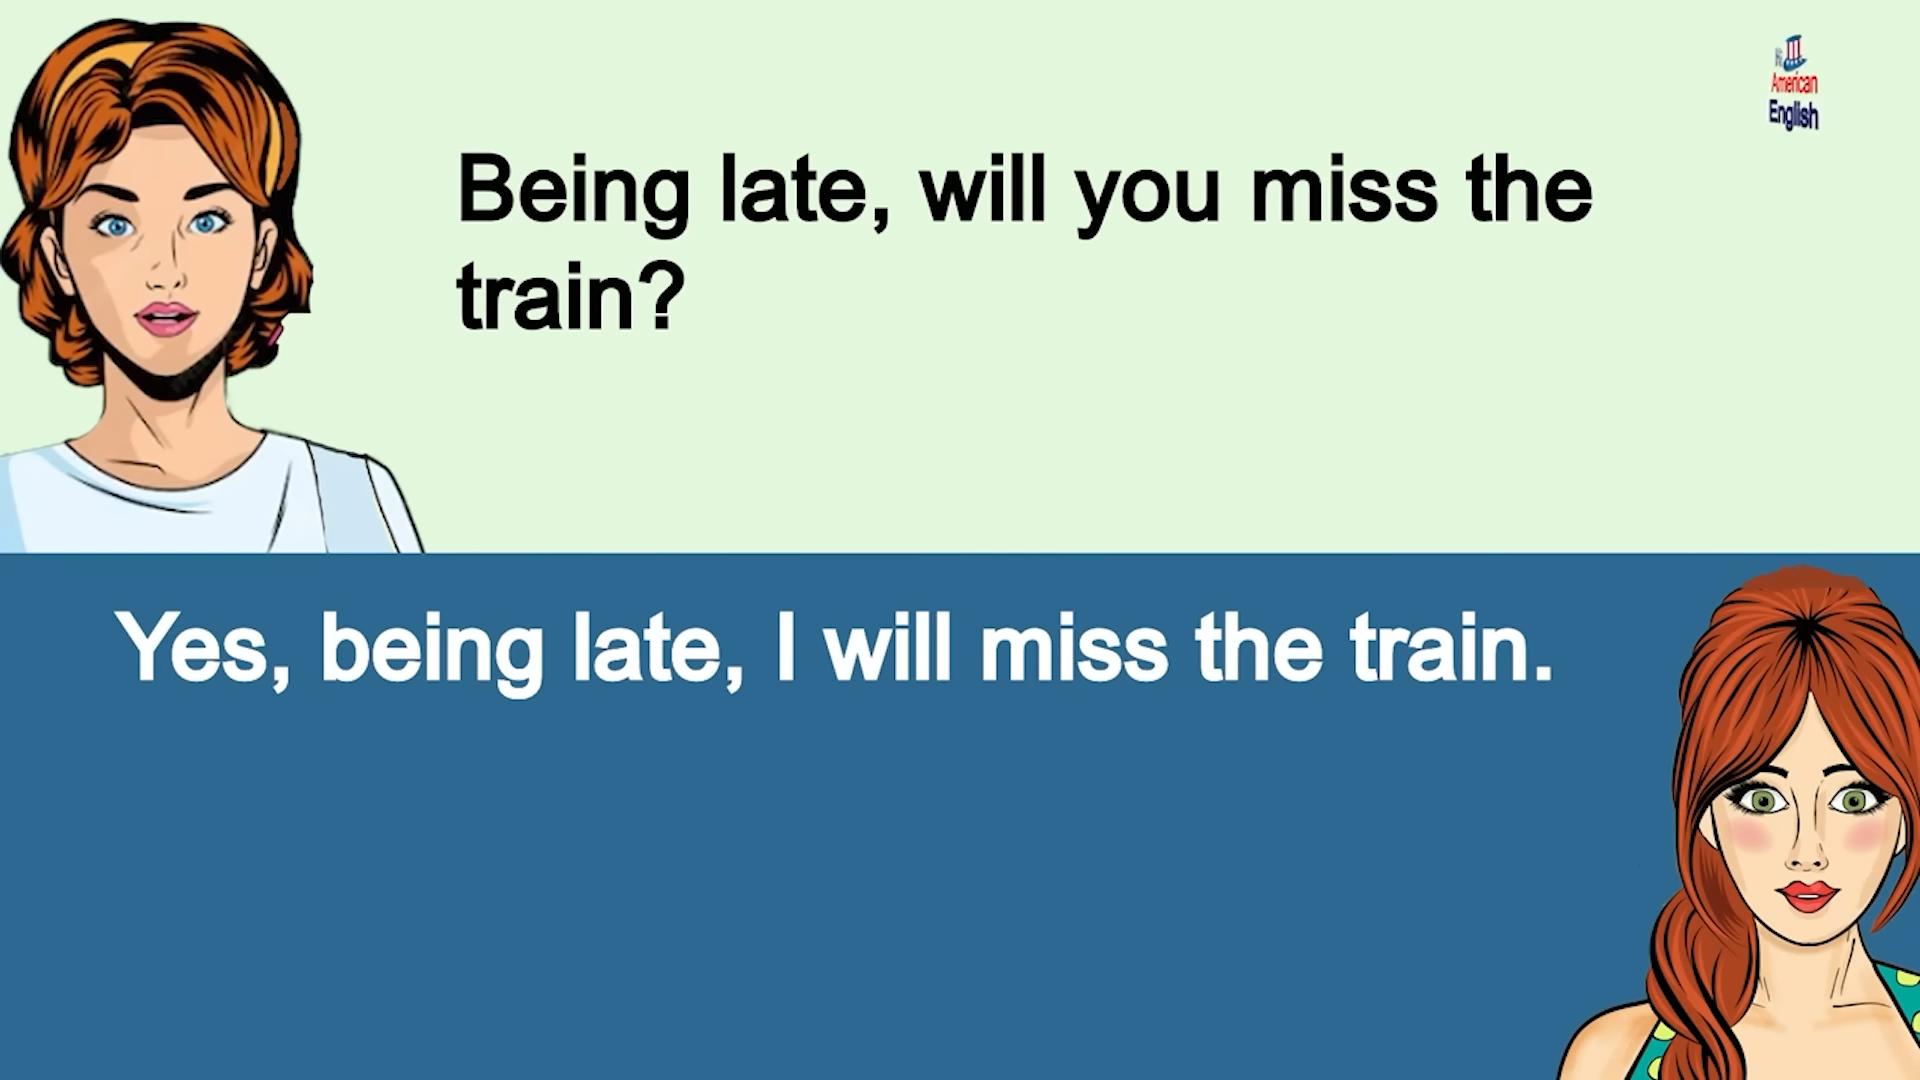 American
English
Being late, will you miss the
train?
Yes, being late, I will miss the train.